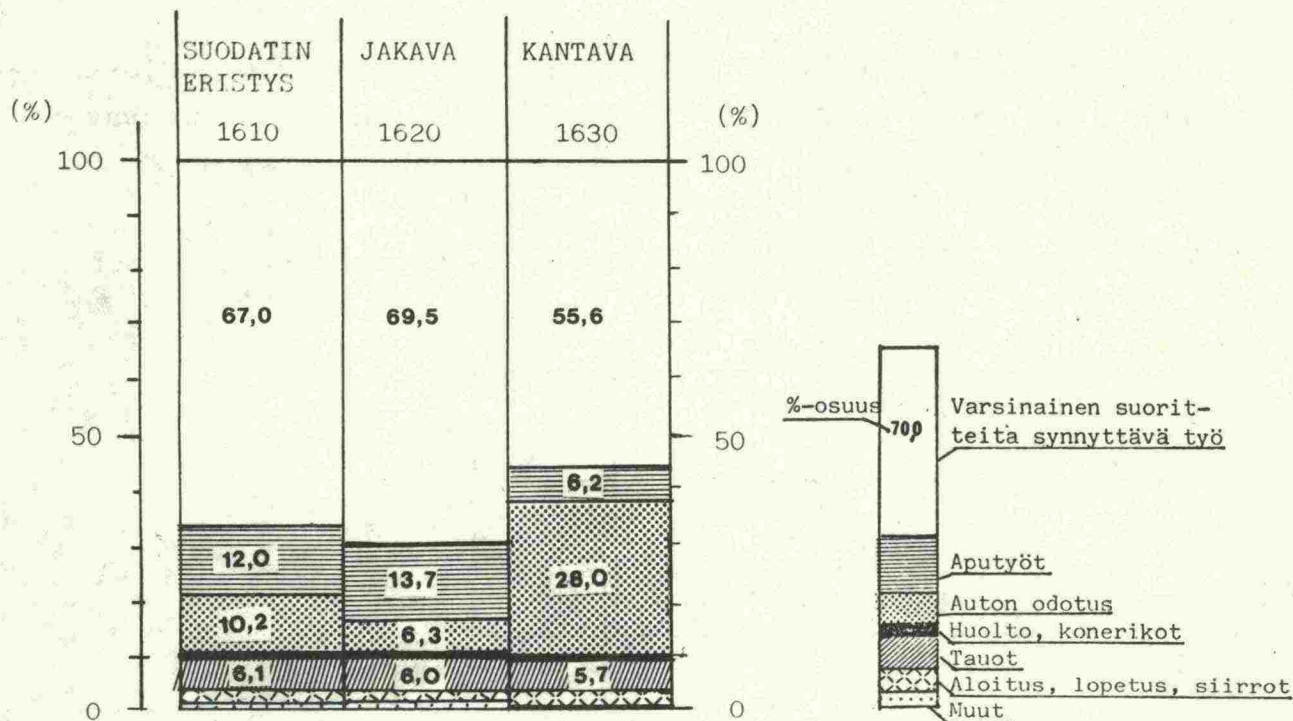 SUODATIN JAKAVA KANTAVA
ERISTYS
(%) 1610 1620 1630 (%)
100 100
67,0 69,5 55,6
%-osuus 70,0 Varsinainen suorit-
teita synnyttävä työ
50 50
6,2
12,0 13,7 28,0
Aputyöt
10,2 6,3
Auton odotus
Huolto, konerikot
6,1 6,0 5,7
Tauot
Aloitus, lopetus, siirrot
0 0
Muut